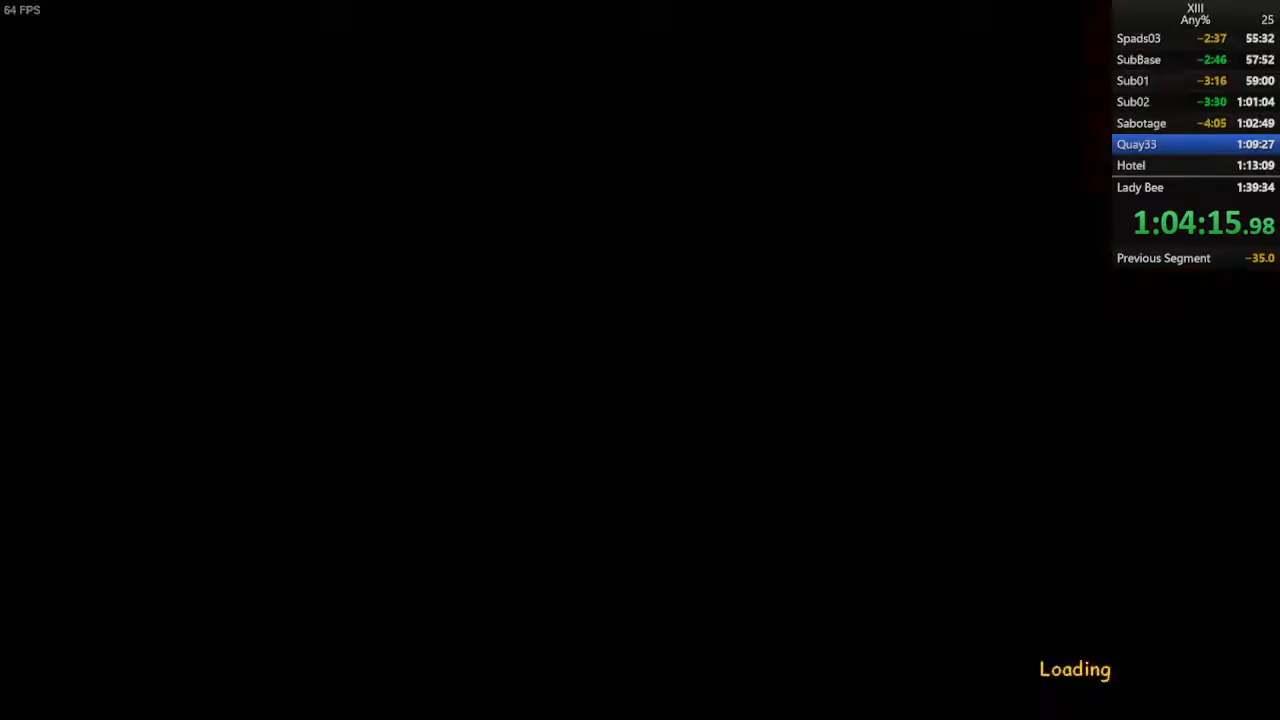 64 FPS
XIII
Any% 25
Spads03 -2:37 55:32
SubBase -2:46 57:52
Sub01 -3:16 59:00
Sub02 -3:30 1:01:04
Sabotage -4:05 1:02:49
Quay33 1:09:27
Hotel 1:13:09
Lady Bee 1:39:34
1:04:15.98
Previous Segment -35.0
Loading